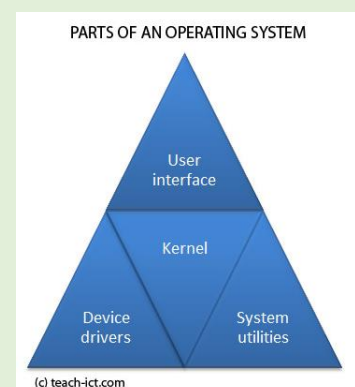 PARTS OF AN OPERATING SYSTEM
User
interface
Kernel
Device
drivers
System
utilities
(c) teach-ict.com